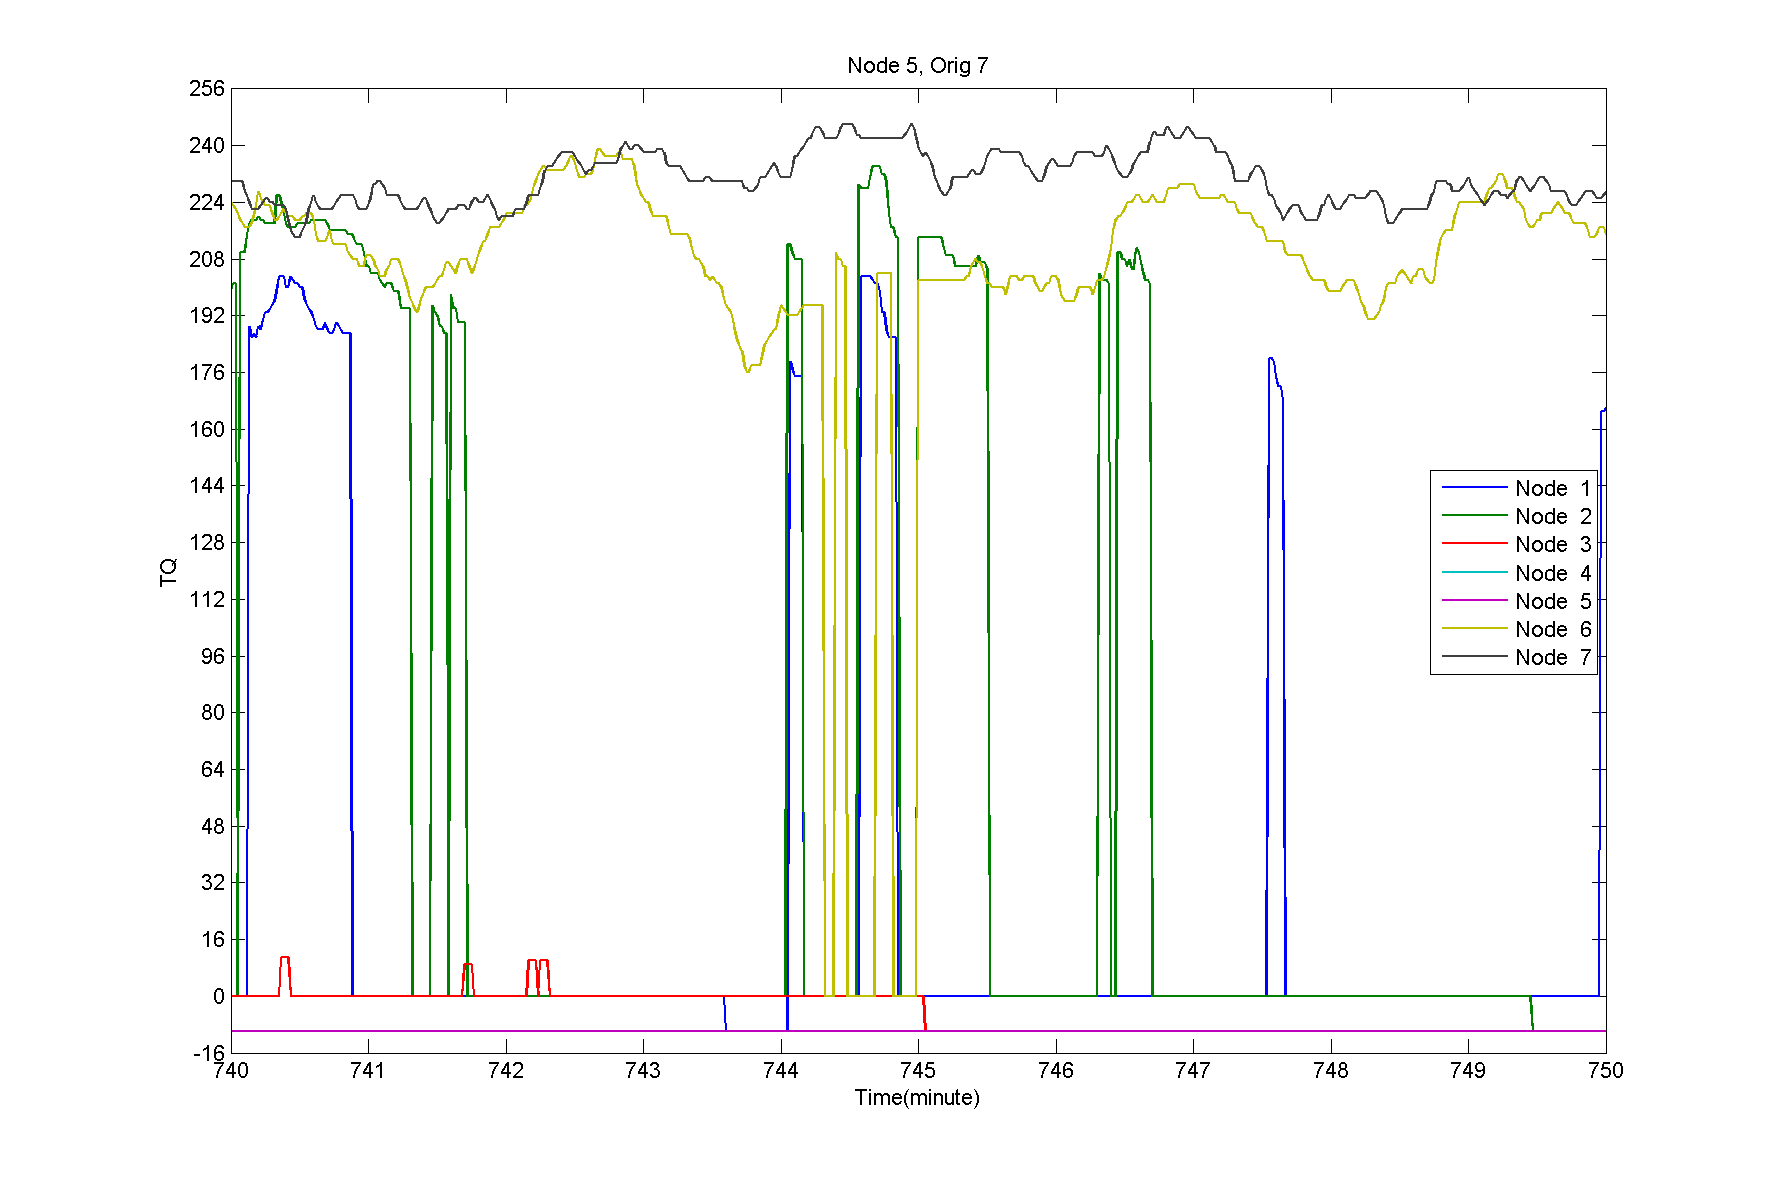 Node 5, Orig 7
256
240
224
208
192
176
160
144
128
112
96
80
64
48
32
16
0
-16
TQ
740 741 742 743 744 745 746 747 748 749 750
Time(minute)
Node 1
Node 2
Node 3
Node 4
Node 5
Node 6
Node 7